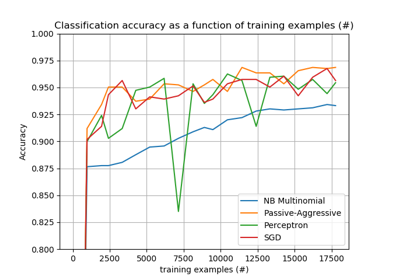 Classification accuracy as a function of training examples (#)
1.000
0.975
0.950
0.925
0.900
0.875
0.850
0.825
0.800
Accuracy
NB Multinomial
Passive-Aggressive
Perceptron
SGD
0 2500 5000 7500 10000 12500 15000 17500
training examples (#)